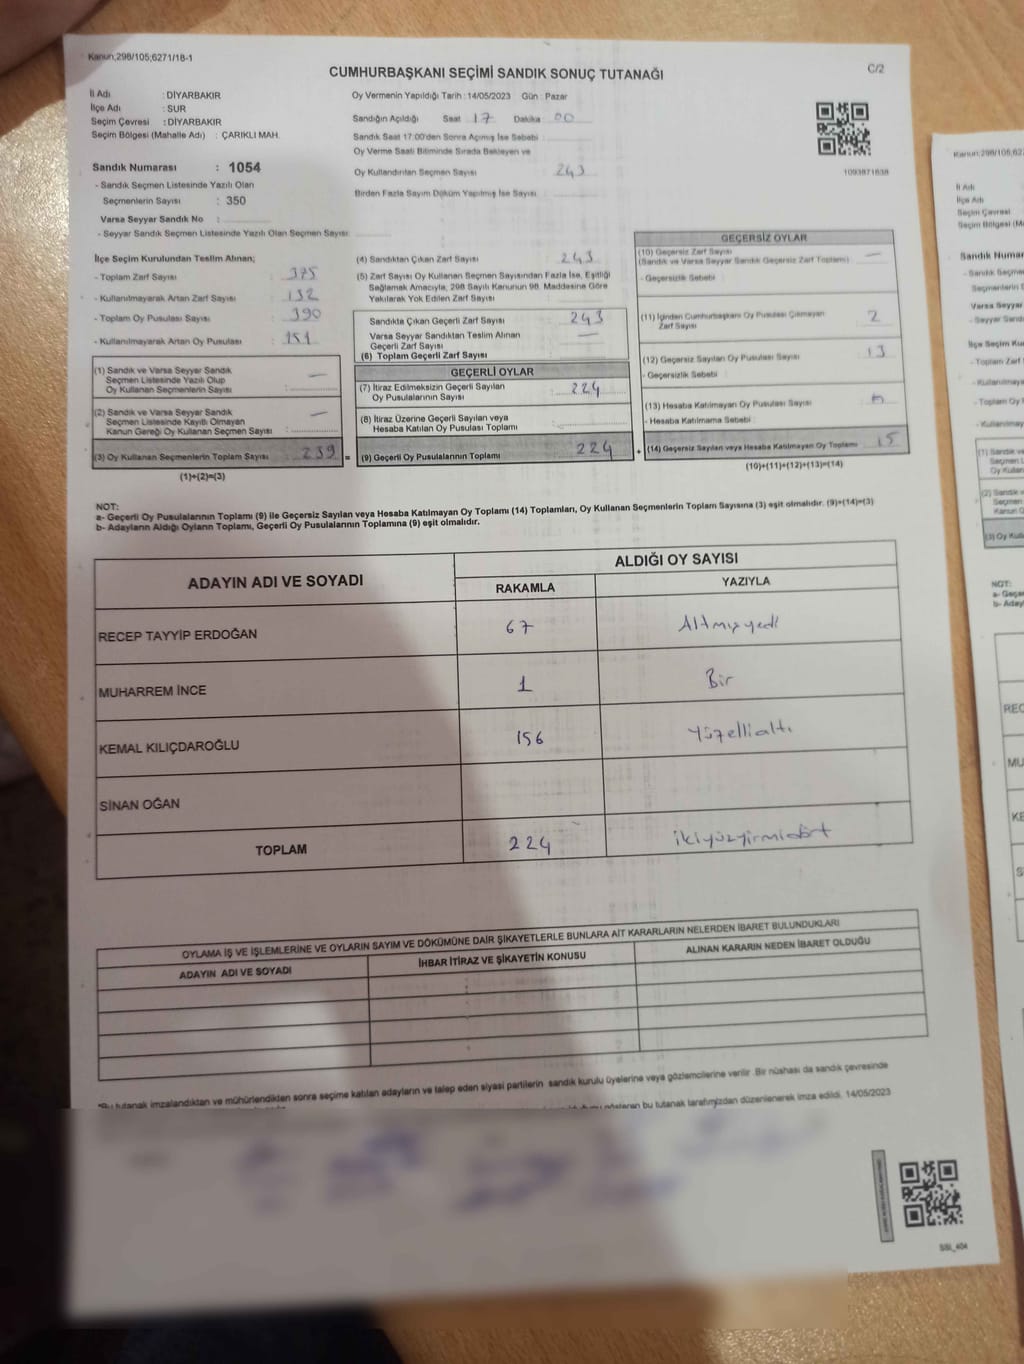 Kanun;298/105;6271/18-1
C/2
CUMHURBAŞKANI SEÇİMİ SANDIK SONUÇ TUTANAĞI
İl Adı : DİYARBAKIR
İlçe Adı : SUR
Seçim Çevresi : DİYARBAKIR
Seçim Bölgesi (Mahalle Adı) : ÇARIKLI MAH.
Oy Vermenin Yapıldığı Tarih : 14/05/2023 Gün : Pazar
Sandığın Açıldığı Saat 17 Dakika 00
Sandık Saat 17:00'den Sonra Açımış İse Sebebi
Oy Verme Saati Bitiminde Sırada Bekleyen ve
Oy Kullandırılan Seçmen Sayısı 243
Birden Fazla Sayım Döküm Yapılmış İse Sayısı
1093871638
Sandık Numarası : 1054
- Sandık Seçmen Listesinde Yazılı Olan
Seçmenlerin Sayısı : 350
Varsa Seyyar Sandık No :
- Seyyar Sandık Seçmen Listesinde Yazılı Olan Seçmen Sayısı:
İlçe Seçim Kurulundan Teslim Alınan;
- Toplam Zarf Sayısı : 375
- Kullanılmayarak Artan Zarf Sayısı : 132
- Toplam Oy Pusulası Sayısı : 390
- Kullanılmayarak Artan Oy Pusulası : 151
(1) Sandık ve Varsa Seyyar Sandık
Seçmen Listesinde Yazılı Olup
Oy Kullanan Seçmenlerin Sayısı : —
(2) Sandık ve Varsa Seyyar Sandık
Seçmen Listesinde Kayıtlı Olmayan
Kanun Gereği Oy Kullanan Seçmen Sayısı : —
(3) Oy Kullanan Seçmenlerin Toplam Sayısı 239 =
(1)+(2)=(3)
(4) Sandıktan Çıkan Zarf Sayısı : 243
(5) Zarf Sayısı Oy Kullanan Seçmen Sayısından Fazla İse, Eşitliği
Sağlamak Amacıyla, 298 Sayılı Kanunun 98. Maddesine Göre
Yakılarak Yok Edilen Zarf Sayısı :
Sandıkta Çıkan Geçerli Zarf Sayısı : 243
Varsa Seyyar Sandıktan Teslim Alınan
Geçerli Zarf Sayısı : —
(6) Toplam Geçerli Zarf Sayısı :
GEÇERLİ OYLAR
(7) İtiraz Edilmeksizin Geçerli Sayılan
Oy Pusulalarının Sayısı : 224
(8) İtiraz Üzerine Geçerli Sayılan veya
Hesaba Katılan Oy Pusulası Toplamı :
(9) Geçerli Oy Pusulalarının Toplamı 224 +
GEÇERSİZ OYLAR
(10) Geçersiz Zarf Sayısı —
(Sandık ve Varsa Seyyar Sandık Geçersiz Zarf Toplamı) :
- Geçersizlik Sebebi :
(11) İçinden Cumhurbaşkanı Oy Pusulası Çıkmayan
Zarf Sayısı : 2
(12) Geçersiz Sayılan Oy Pusulası Sayısı : 13
- Geçersizlik Sebebi :
(13) Hesaba Katılmayan Oy Pusulası Sayısı :
- Hesaba Katılmama Sebebi :
(14) Geçersiz Sayılan veya Hesaba Katılmayan Oy Toplamı : 15
(10)+(11)+(12)+(13)=(14)
NOT:
a- Geçerli Oy Pusulasının Toplamı (9) ile Geçersiz Sayılan veya Hesaba Katılmayan Oy Toplamı (14) Toplamları, Oy Kullanan Seçmenlerin Toplam Sayısına (3) eşit olmalıdır. (9)+(14)=(3)
b- Adayların Aldığı Oyların Toplamı, Geçerli Oy Pusulalarının Toplamına (9) eşit olmalıdır.
ADAYIN ADI VE SOYADI
ALDIĞI OY SAYISI
RAKAMLA YAZIYLA
RECEP TAYYİP ERDOĞAN 67 Altmışyedi
MUHARREM İNCE 1 Bir
KEMAL KILIÇDAROĞLU 156 Yüzellialtı
SİNAN OĞAN
TOPLAM 224 ikiyüzyirmidört
OYLAMA İŞ VE İŞLEMLERİNE VE OYLARIN SAYIM VE DÖKÜMÜNE DAİR ŞİKAYETLERLE BUNLARA AİT KARARLARIN NELERDEN İBARET BULUNDUKLARI
ADAYIN ADI VE SOYADI İHBAR İTİRAZ VE ŞİKAYETİN KONUSU ALINAN KARARIN NEDEN İBARET OLDUĞU
*Bu tutanak imzalandıktan ve mühürlendikten sonra seçime katılan adayların ve talep eden siyasi partilerin sandık kurulu üyelerine veya gözlemcilerine verilir. Bir nüshası da sandık çevresinde
gösteren bu tutanak tarafımızdan düzenlenerek imza edildi. 14/05/2023
SSI_404